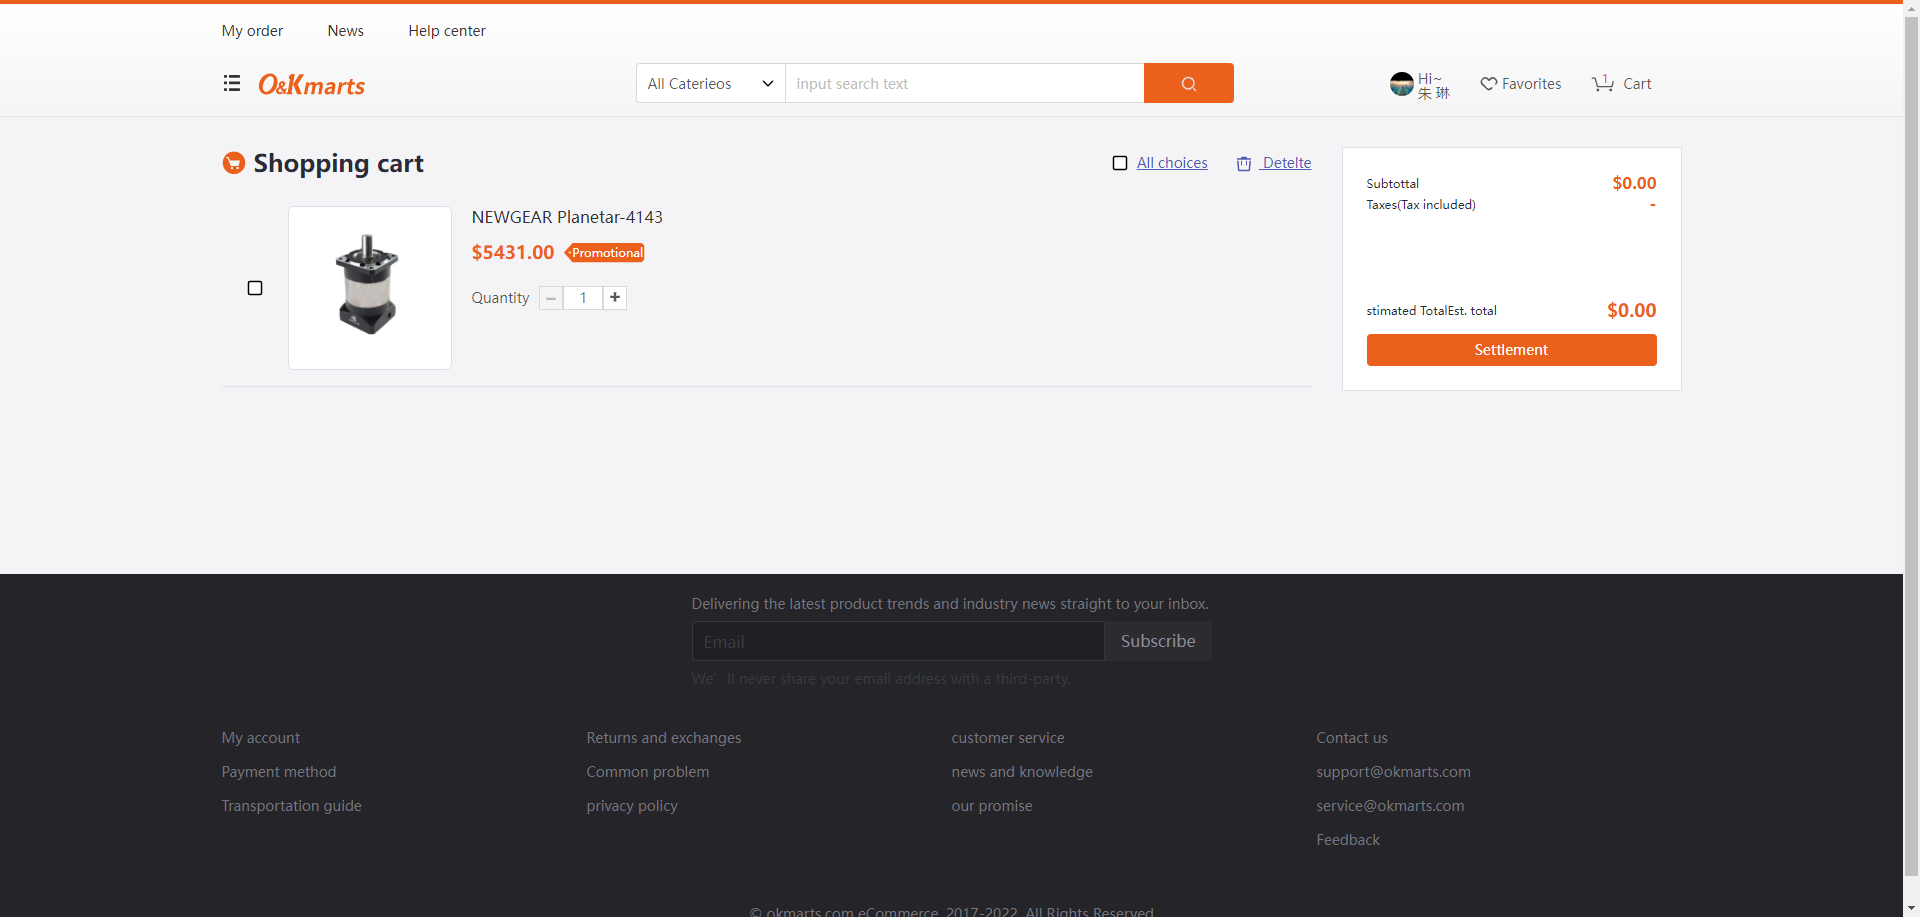 My order News Help center
O&Kmarts
All Caterieos
input search text
Hi~
朱 琳
Favorites
1
Cart
Shopping cart
All choices
Detelte
NEWGEAR Planetar-4143
$5431.00 Promotional
Quantity − 1 +
Subtottal $0.00
Taxes(Tax included) -
stimated TotalEst. total $0.00
Settlement
Delivering the latest product trends and industry news straight to your inbox.
Email Subscribe
We’ll never share your email address with a third-party.
My account
Payment method
Transportation guide
Returns and exchanges
Common problem
privacy policy
customer service
news and knowledge
our promise
Contact us
support@okmarts.com
service@okmarts.com
Feedback
© okmarts.com eCommerce, 2017-2022. All Rights Reserved